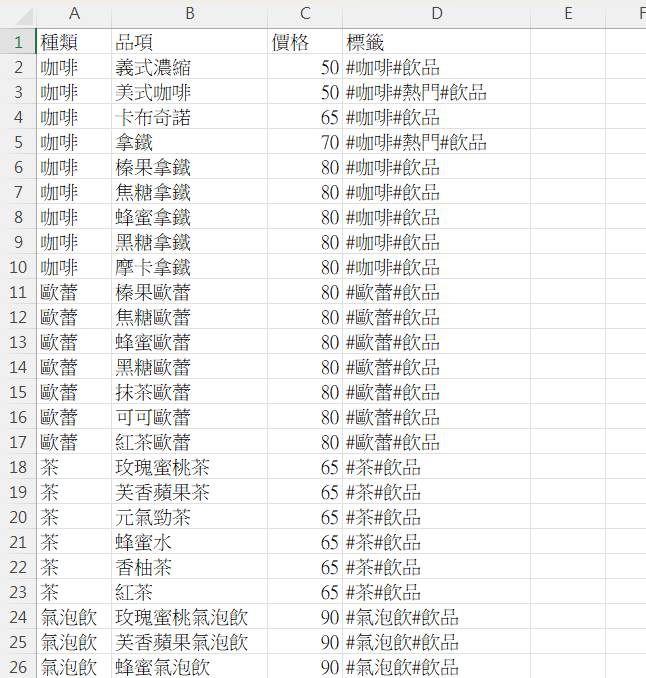 A B C D E F
1 種類 品項 價格 標籤
2 咖啡 義式濃縮 50 #咖啡#飲品
3 咖啡 美式咖啡 50 #咖啡#熱門#飲品
4 咖啡 卡布奇諾 65 #咖啡#飲品
5 咖啡 拿鐵 70 #咖啡#熱門#飲品
6 咖啡 榛果拿鐵 80 #咖啡#飲品
7 咖啡 焦糖拿鐵 80 #咖啡#飲品
8 咖啡 蜂蜜拿鐵 80 #咖啡#飲品
9 咖啡 黑糖拿鐵 80 #咖啡#飲品
10 咖啡 摩卡拿鐵 80 #咖啡#飲品
11 歐蕾 榛果歐蕾 80 #歐蕾#飲品
12 歐蕾 焦糖歐蕾 80 #歐蕾#飲品
13 歐蕾 蜂蜜歐蕾 80 #歐蕾#飲品
14 歐蕾 黑糖歐蕾 80 #歐蕾#飲品
15 歐蕾 抹茶歐蕾 80 #歐蕾#飲品
16 歐蕾 可可歐蕾 80 #歐蕾#飲品
17 歐蕾 紅茶歐蕾 80 #歐蕾#飲品
18 茶 玫瑰蜜桃茶 65 #茶#飲品
19 茶 芙香蘋果茶 65 #茶#飲品
20 茶 元氣勁茶 65 #茶#飲品
21 茶 蜂蜜水 65 #茶#飲品
22 茶 香柚茶 65 #茶#飲品
23 茶 紅茶 65 #茶#飲品
24 氣泡飲 玫瑰蜜桃氣泡飲 90 #氣泡飲#飲品
25 氣泡飲 芙香蘋果氣泡飲 90 #氣泡飲#飲品
26 氣泡飲 蜂蜜氣泡飲 90 #氣泡飲#飲品